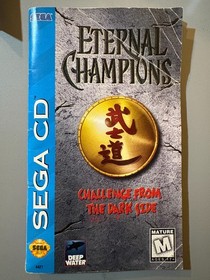 SEGA
ETERNAL
CHAMPIONS
武士道
CHALLENGE FROM
THE DARK SIDE
SEGA CD
SEGA
DEEP
WATER
MATURE
M